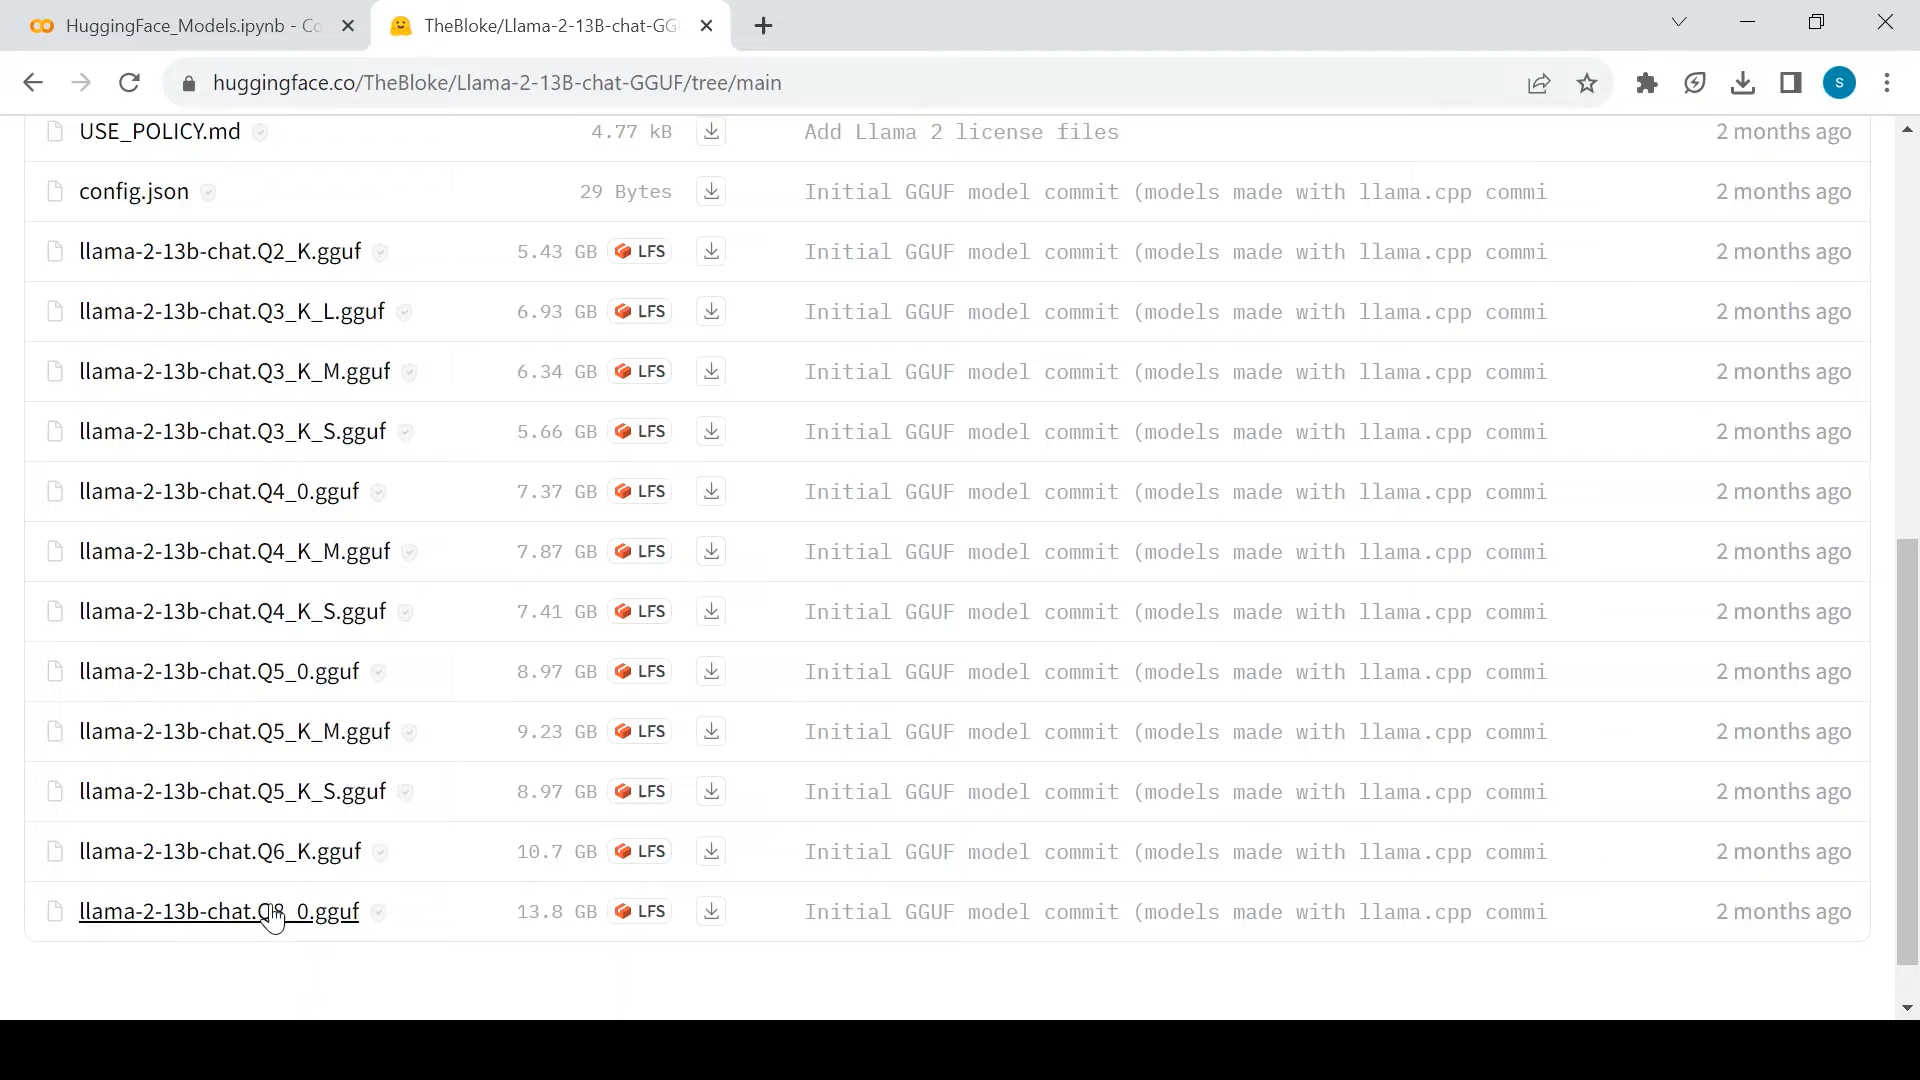 HuggingFace_Models.ipynb - Co
TheBloke/Llama-2-13B-chat-GG
huggingface.co/TheBloke/Llama-2-13B-chat-GGUF/tree/main
S
USE_POLICY.md 4.77 kB Add Llama 2 license files 2 months ago
config.json 29 Bytes Initial GGUF model commit (models made with llama.cpp commi 2 months ago
llama-2-13b-chat.Q2_K.gguf 5.43 GB LFS Initial GGUF model commit (models made with llama.cpp commi 2 months ago
llama-2-13b-chat.Q3_K_L.gguf 6.93 GB LFS Initial GGUF model commit (models made with llama.cpp commi 2 months ago
llama-2-13b-chat.Q3_K_M.gguf 6.34 GB LFS Initial GGUF model commit (models made with llama.cpp commi 2 months ago
llama-2-13b-chat.Q3_K_S.gguf 5.66 GB LFS Initial GGUF model commit (models made with llama.cpp commi 2 months ago
llama-2-13b-chat.Q4_0.gguf 7.37 GB LFS Initial GGUF model commit (models made with llama.cpp commi 2 months ago
llama-2-13b-chat.Q4_K_M.gguf 7.87 GB LFS Initial GGUF model commit (models made with llama.cpp commi 2 months ago
llama-2-13b-chat.Q4_K_S.gguf 7.41 GB LFS Initial GGUF model commit (models made with llama.cpp commi 2 months ago
llama-2-13b-chat.Q5_0.gguf 8.97 GB LFS Initial GGUF model commit (models made with llama.cpp commi 2 months ago
llama-2-13b-chat.Q5_K_M.gguf 9.23 GB LFS Initial GGUF model commit (models made with llama.cpp commi 2 months ago
llama-2-13b-chat.Q5_K_S.gguf 8.97 GB LFS Initial GGUF model commit (models made with llama.cpp commi 2 months ago
llama-2-13b-chat.Q6_K.gguf 10.7 GB LFS Initial GGUF model commit (models made with llama.cpp commi 2 months ago
llama-2-13b-chat.Q8_0.gguf 13.8 GB LFS Initial GGUF model commit (models made with llama.cpp commi 2 months ago